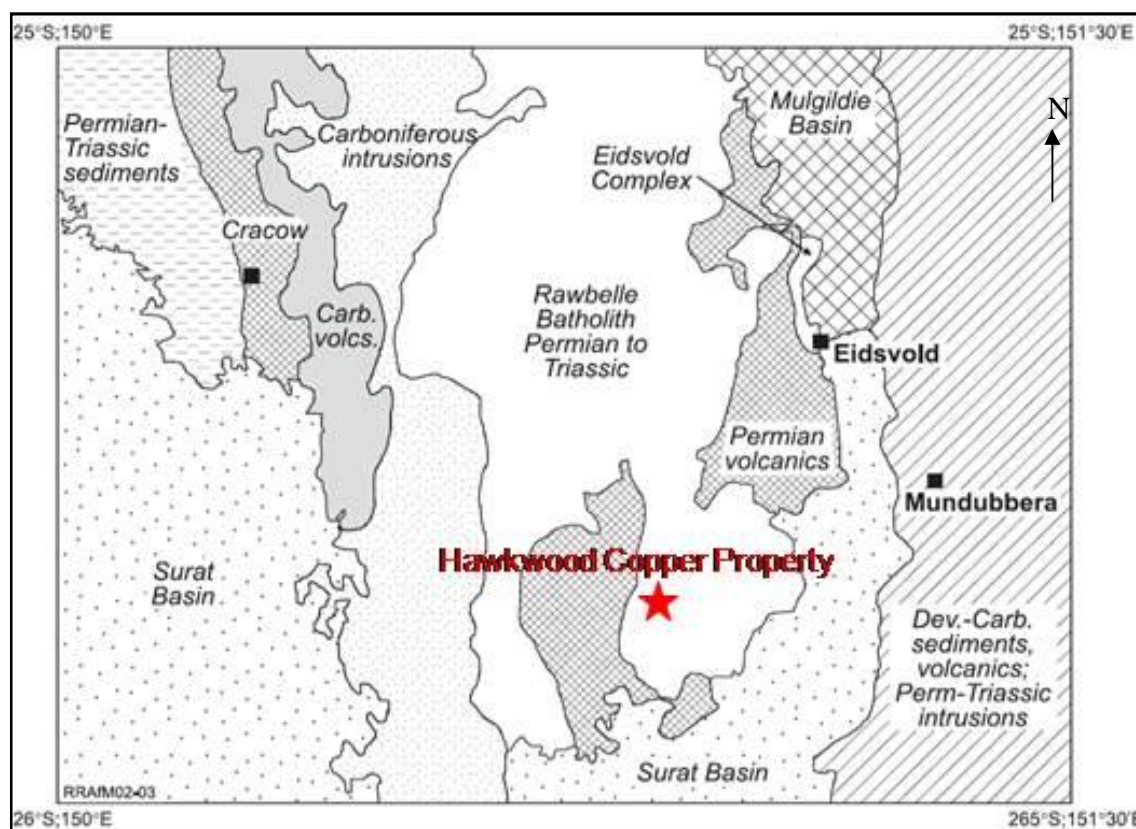 25°S;150°E
25°S;151°30'E
N
Permian-
Triassic
sediments
Carboniferous
intrusions
Mulgildie
Basin
Eidsvold
Complex
Cracow
Carb.
volcs.
Rawbelle
Batholith
Permian to
Triassic
Eidsvold
Permian
volcanics
Mundubbera
Hawkwood Copper Property
Surat
Basin
Dev.-Carb.
sediments,
volcanics;
Perm-Triassic
intrusions
Surat Basin
RRAfM02-03
26°S;150°E
265°S;151°30'E